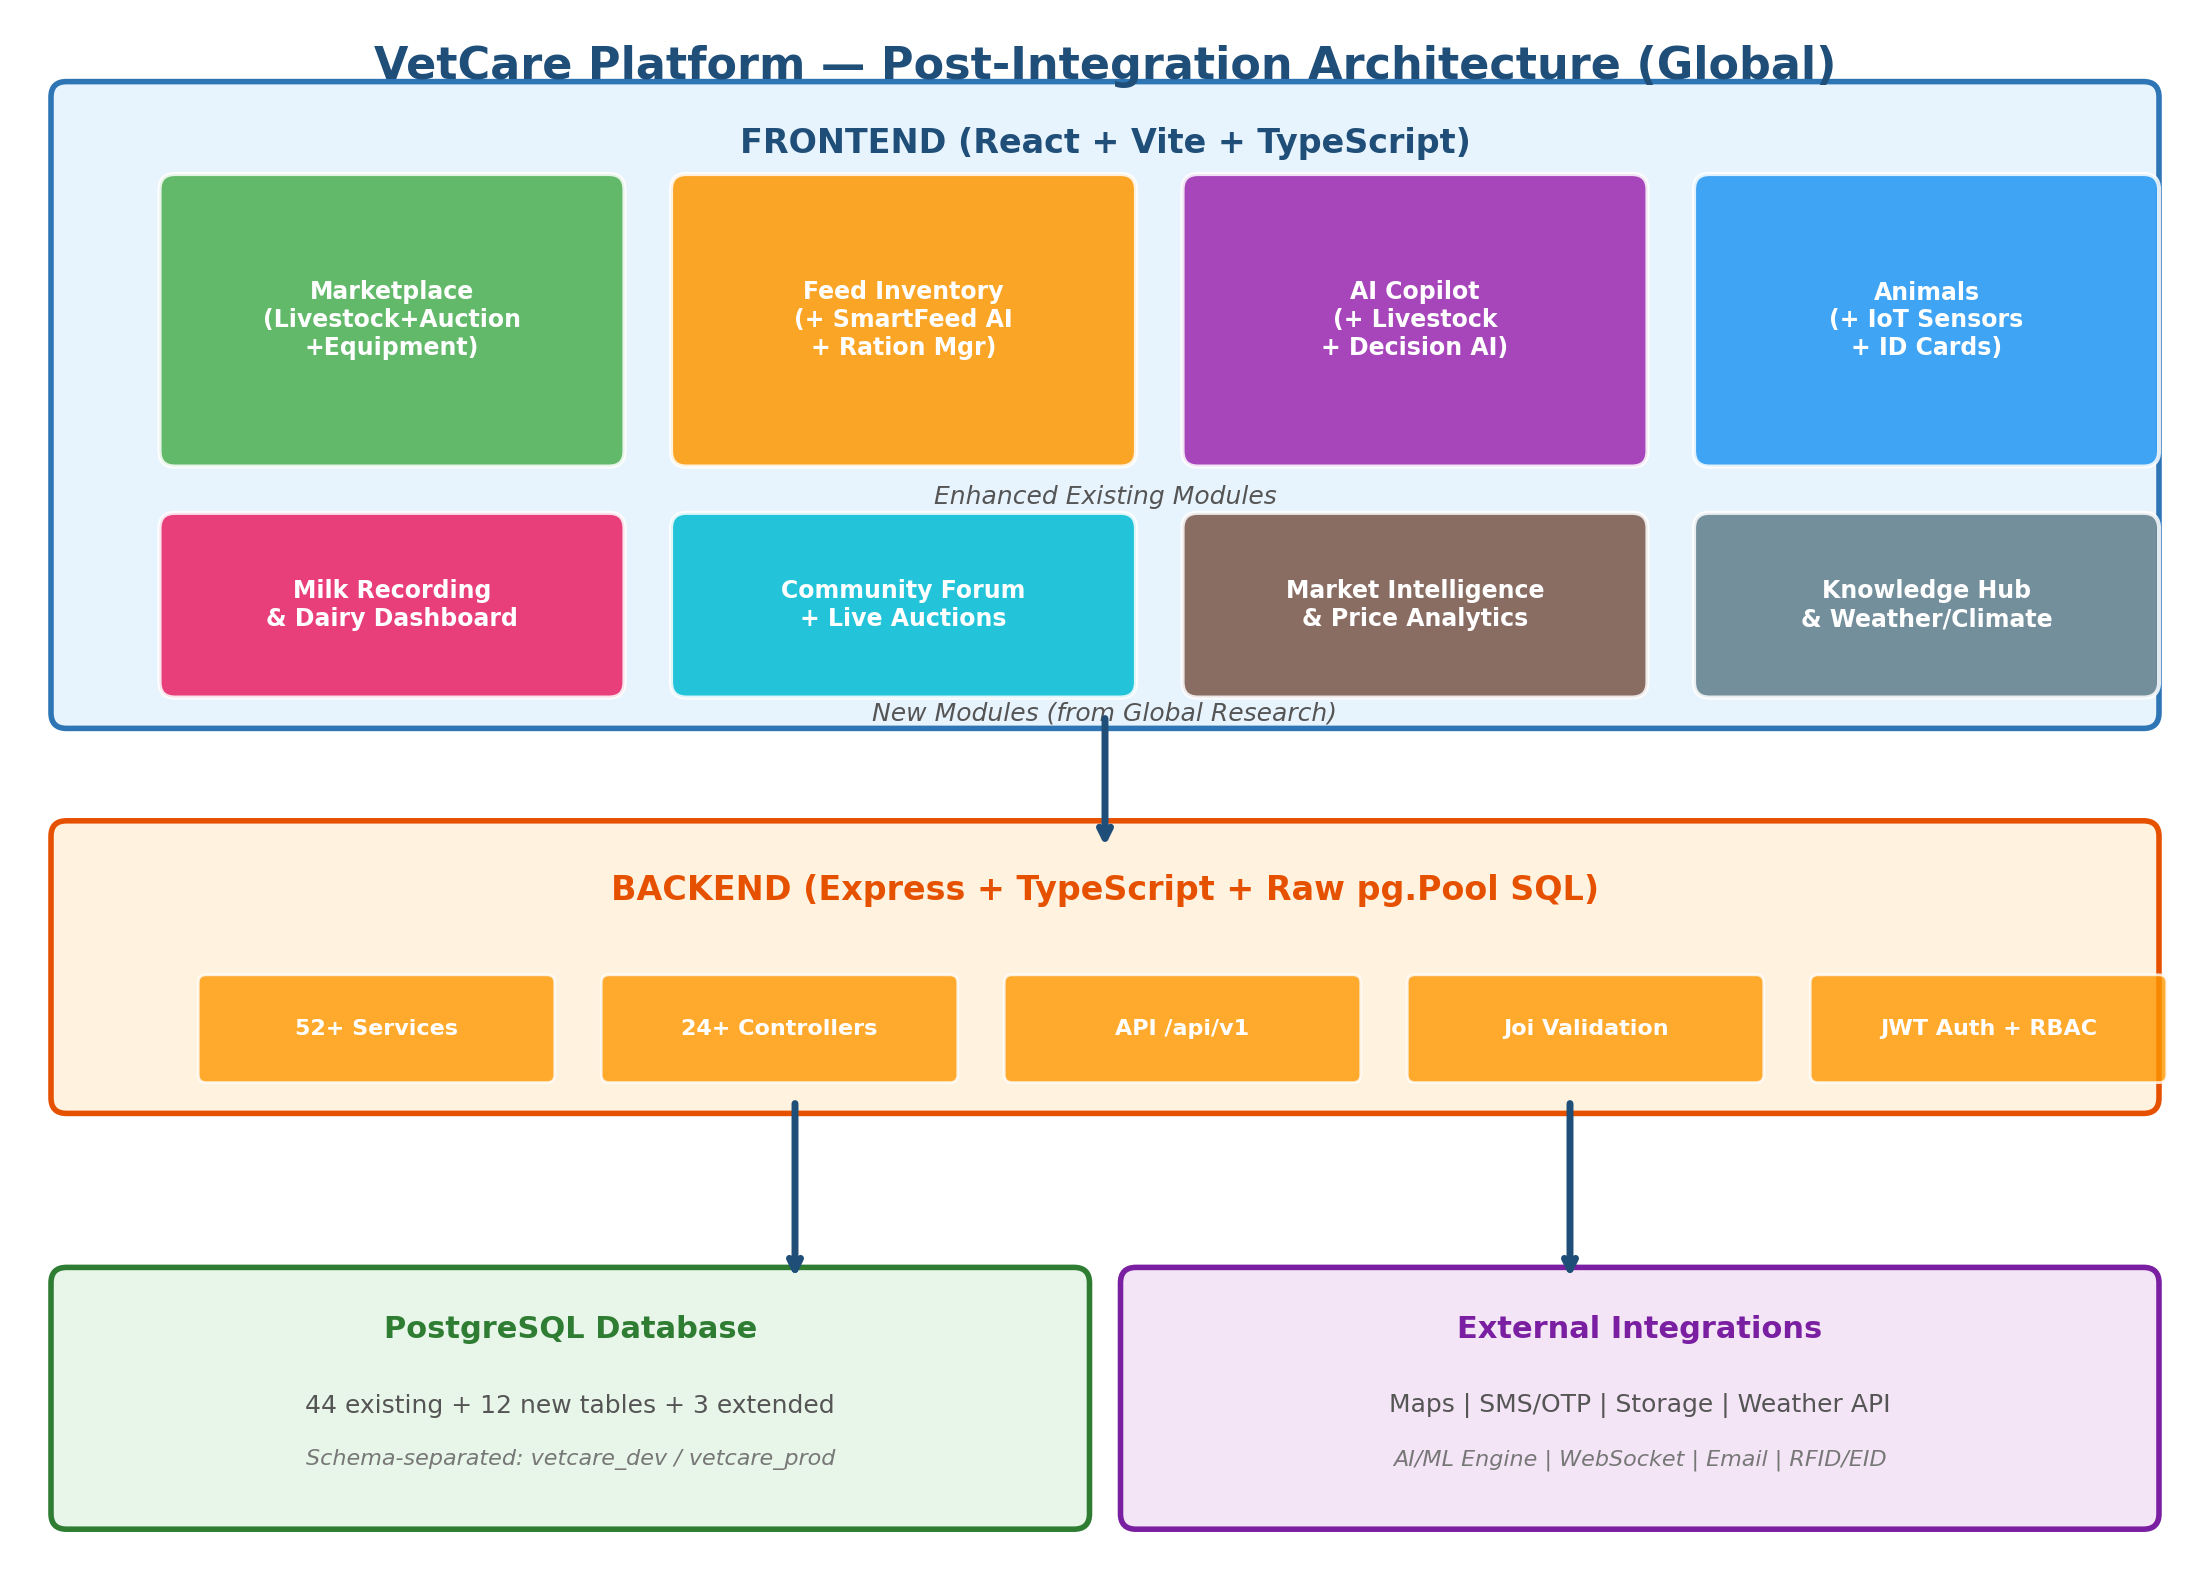 VetCare Platform — Post-Integration Architecture (Global)
FRONTEND (React + Vite + TypeScript)
Marketplace
(Livestock+Auction
+Equipment)
Feed Inventory
(+ SmartFeed AI
+ Ration Mgr)
AI Copilot
(+ Livestock
+ Decision AI)
Animals
(+ IoT Sensors
+ ID Cards)
Enhanced Existing Modules
Milk Recording
& Dairy Dashboard
Community Forum
+ Live Auctions
Market Intelligence
& Price Analytics
Knowledge Hub
& Weather/Climate
New Modules (from Global Research)
BACKEND (Express + TypeScript + Raw pg.Pool SQL)
52+ Services
24+ Controllers
API /api/v1
Joi Validation
JWT Auth + RBAC
PostgreSQL Database
44 existing + 12 new tables + 3 extended
Schema-separated: vetcare_dev / vetcare_prod
External Integrations
Maps | SMS/OTP | Storage | Weather API
AI/ML Engine | WebSocket | Email | RFID/EID